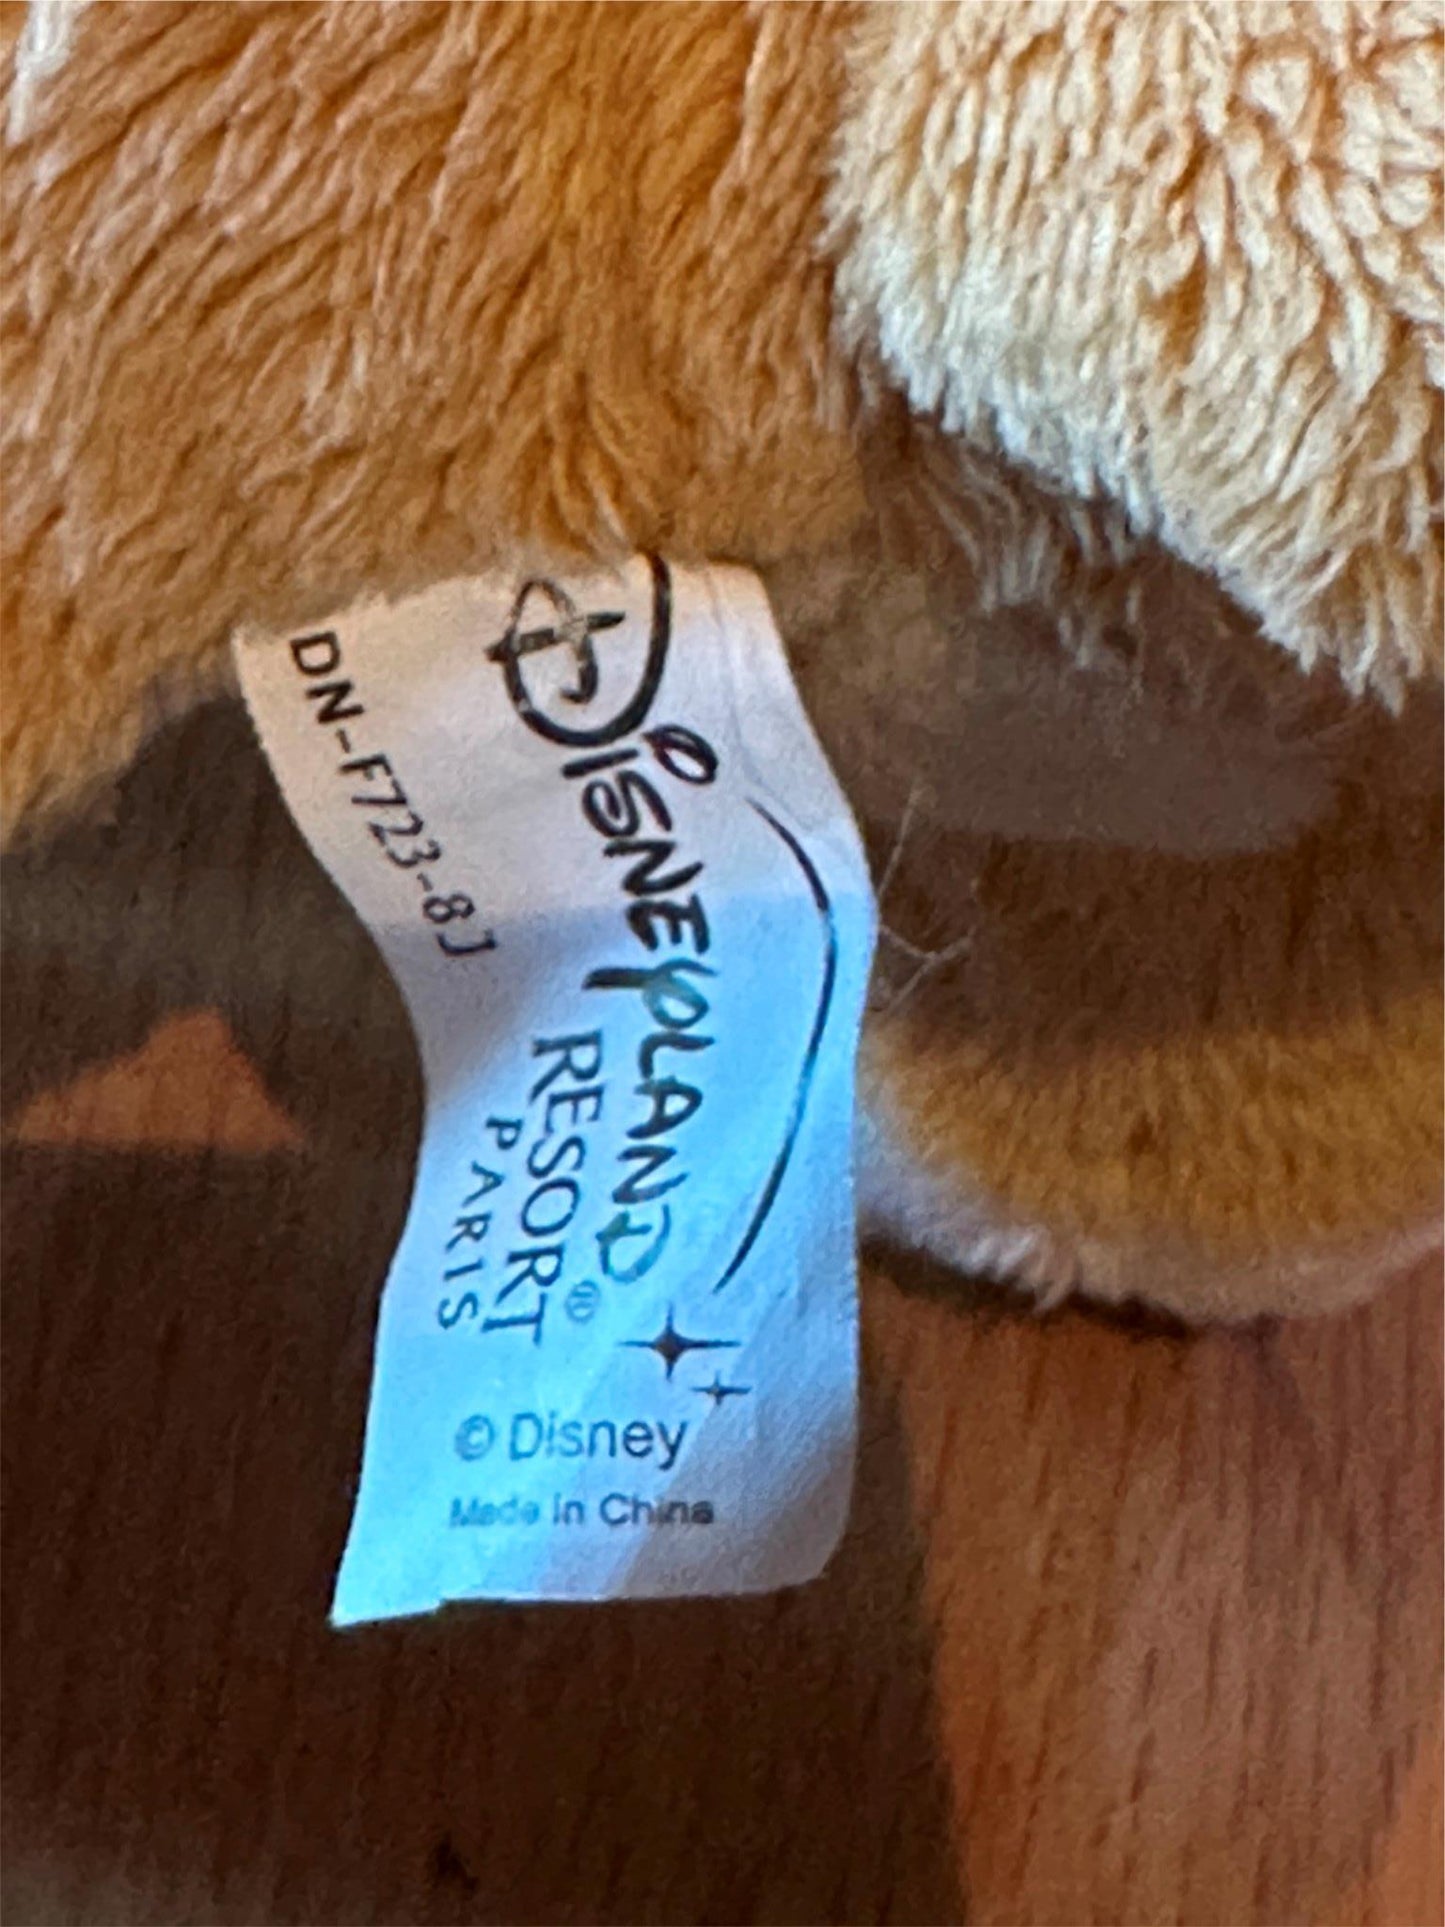 Disneyland
RESORT®
PARIS
DN-F723-8J
© Disney
Made in China